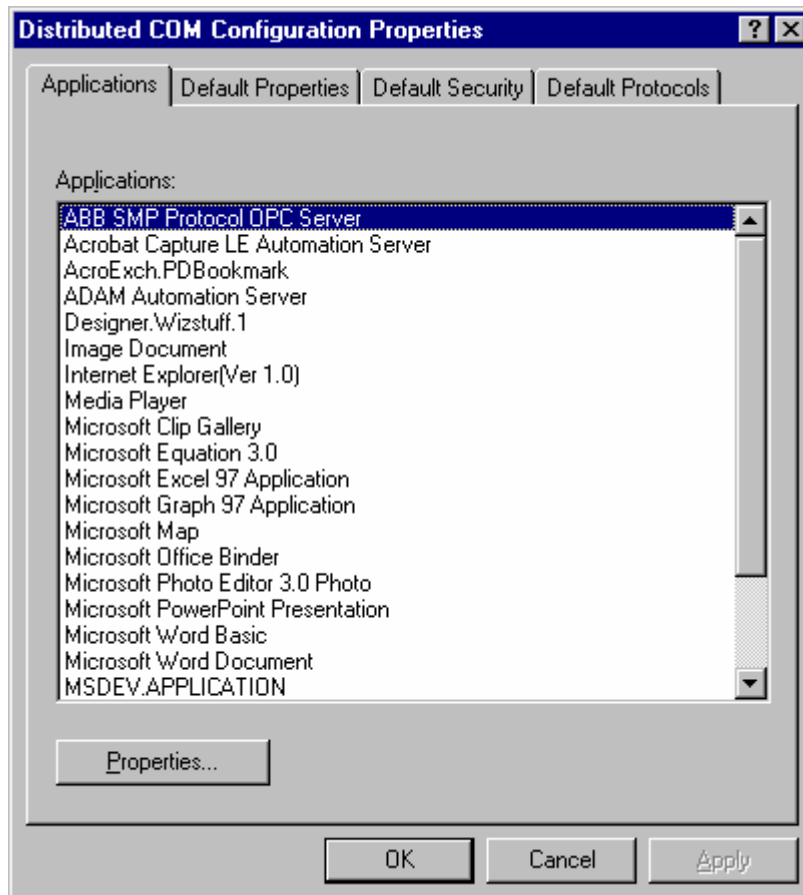 Distributed COM Configuration Properties
Applications Default Properties Default Security Default Protocols
Applications:
ABB SMP Protocol OPC Server
Acrobat Capture LE Automation Server
AcroExch.PDBookmark
ADAM Automation Server
Designer.Wizstuff.1
Image Document
Internet Explorer(Ver 1.0)
Media Player
Microsoft Clip Gallery
Microsoft Equation 3.0
Microsoft Excel 97 Application
Microsoft Graph 97 Application
Microsoft Map
Microsoft Office Binder
Microsoft Photo Editor 3.0 Photo
Microsoft PowerPoint Presentation
Microsoft Word Basic
Microsoft Word Document
MSDEV.APPLICATION
Properties...
OK Cancel Apply